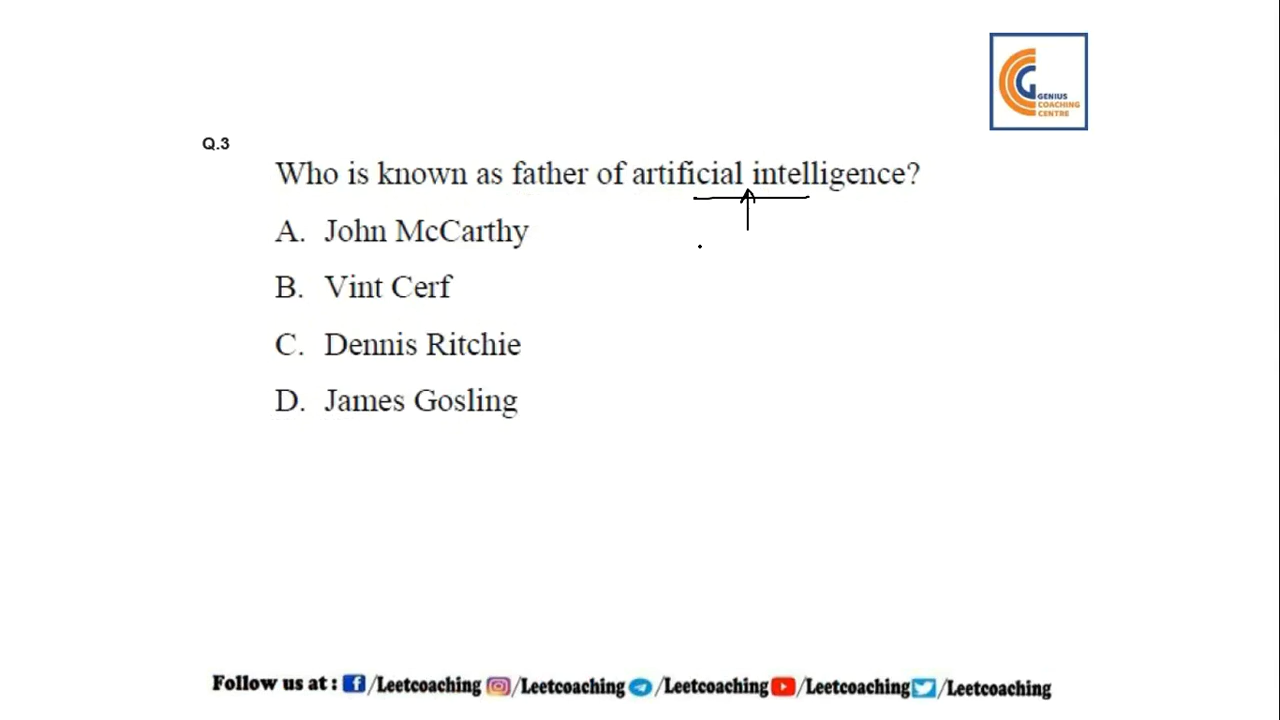 GENIUS
COACHING
CENTRE
Q.3
Who is known as father of artificial intelligence?
A. John McCarthy
B. Vint Cerf
C. Dennis Ritchie
D. James Gosling
Follow us at : /Leetcoaching /Leetcoaching /Leetcoaching /Leetcoaching /Leetcoaching